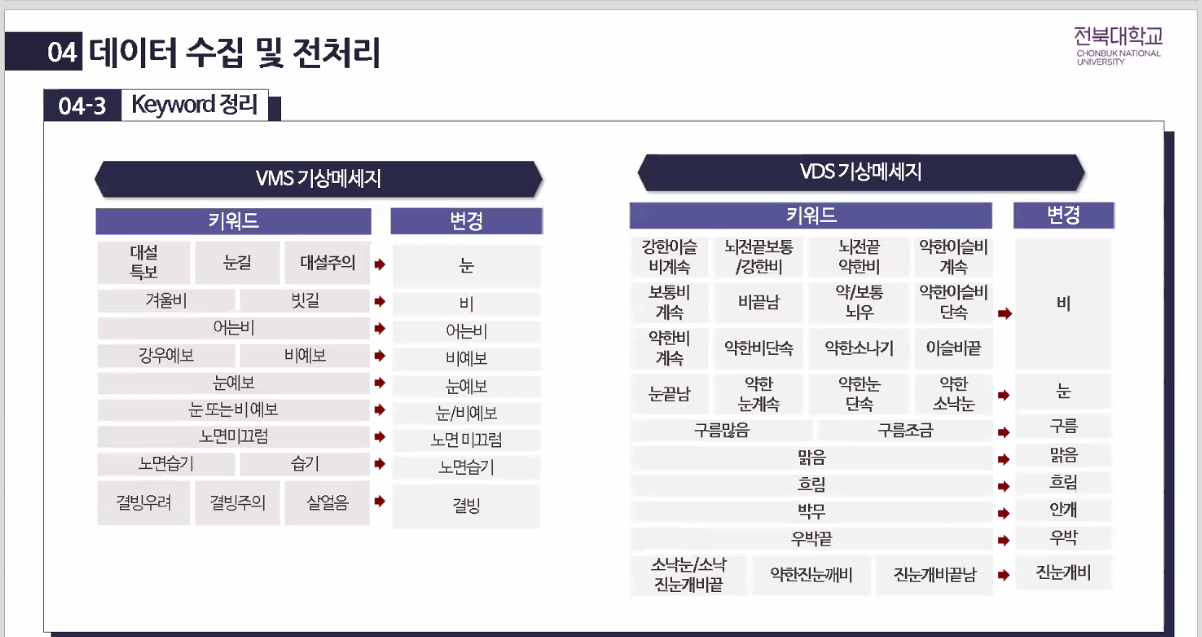 04 데이터 수집 및 전처리
전북대학교
CHONBUK NATIONAL
UNIVERSITY
04-3 Keyword 정리
VMS 기상메세지
키워드 변경
대설
특보
눈길 대설주의 눈
겨울비 빗길 비
어는비 어는비
강우예보 비예보 비예보
눈예보 눈예보
눈 또는 비 예보 눈/비예보
노면미끄럼 노면 미끄럼
노면습기 습기 노면습기
결빙우려 결빙주의 살얼음 결빙
VDS 기상메세지
키워드 변경
강한이슬
비계속
뇌전끝보통
/강한비
뇌전끝
약한비
약한이슬비
계속
보통비
계속
비끝남
약/보통
뇌우
약한이슬비
단속
비
약한비
계속
약한비단속 약한소나기 이슬비끝
눈끝남
약한
눈계속
약한눈
단속
약한
소낙눈
눈
구름많음 구름조금 구름
맑음 맑음
흐림 흐림
박무 안개
우박끝 우박
소낙눈/소낙
진눈개비끝
약한진눈깨비 진눈개비끝남 진눈개비